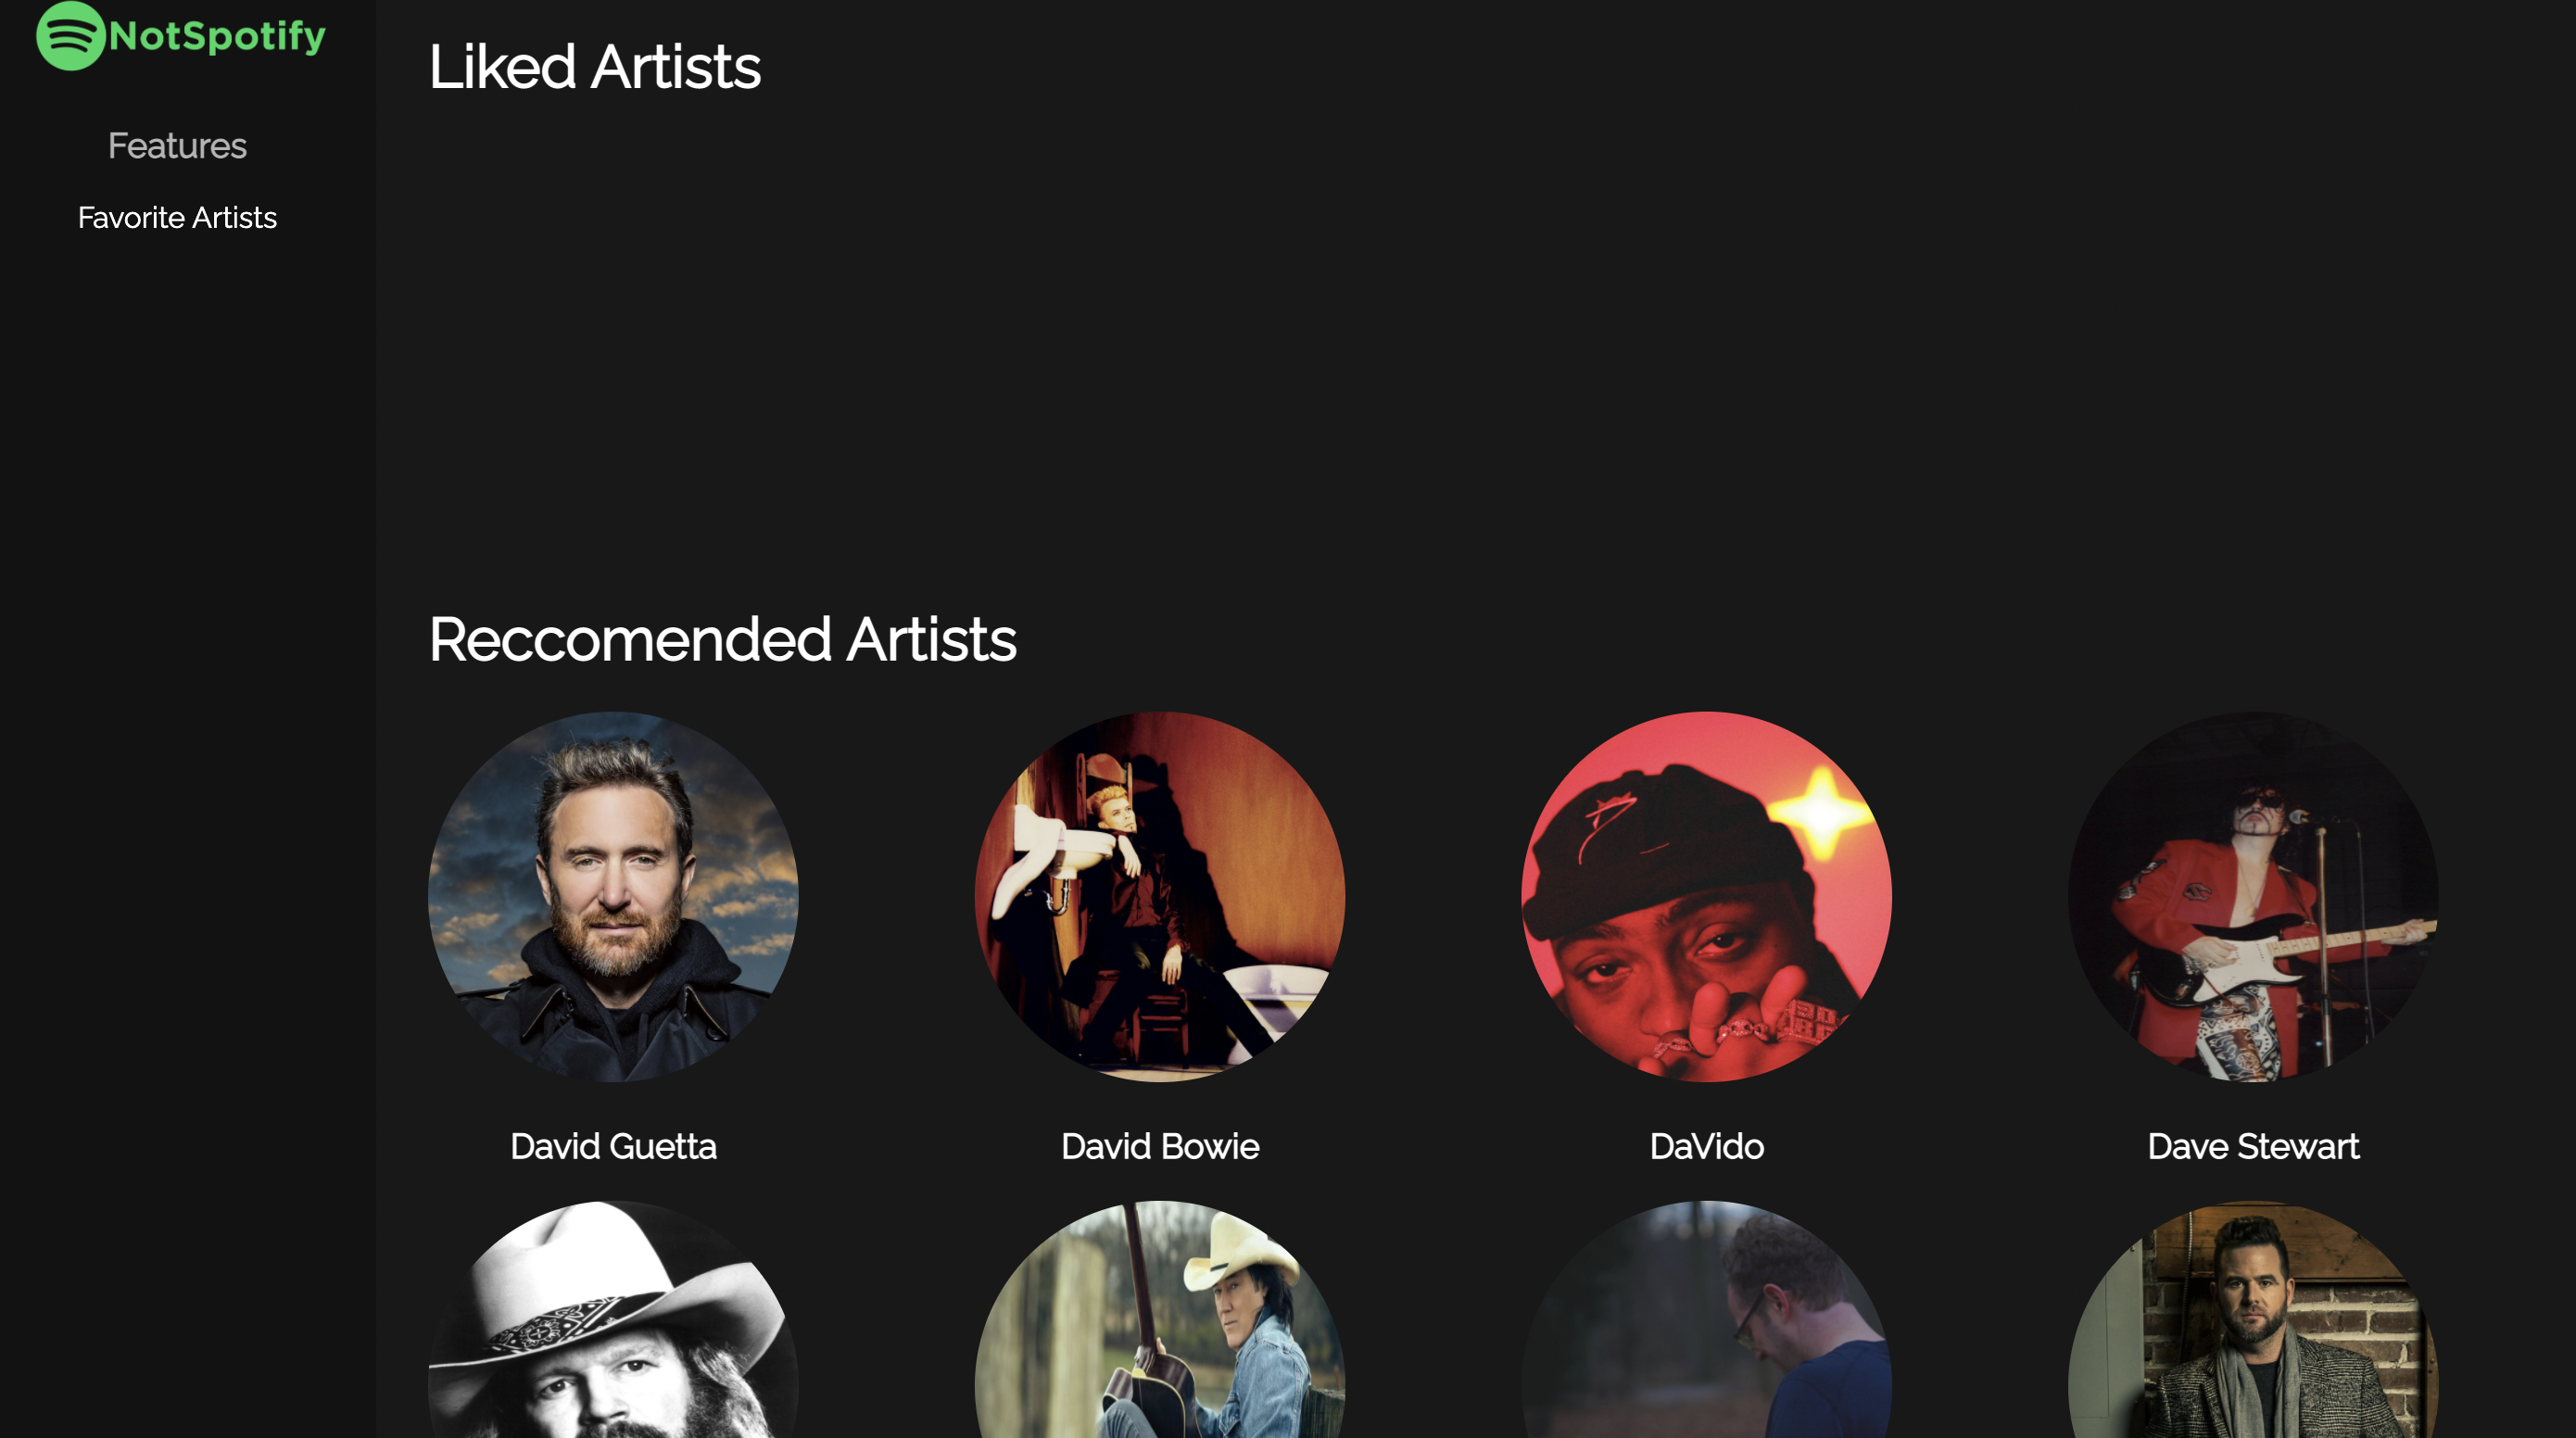 NotSpotify
Features
Favorite Artists
Liked Artists
Reccomended Artists
David Guetta
David Bowie
DaVido
Dave Stewart